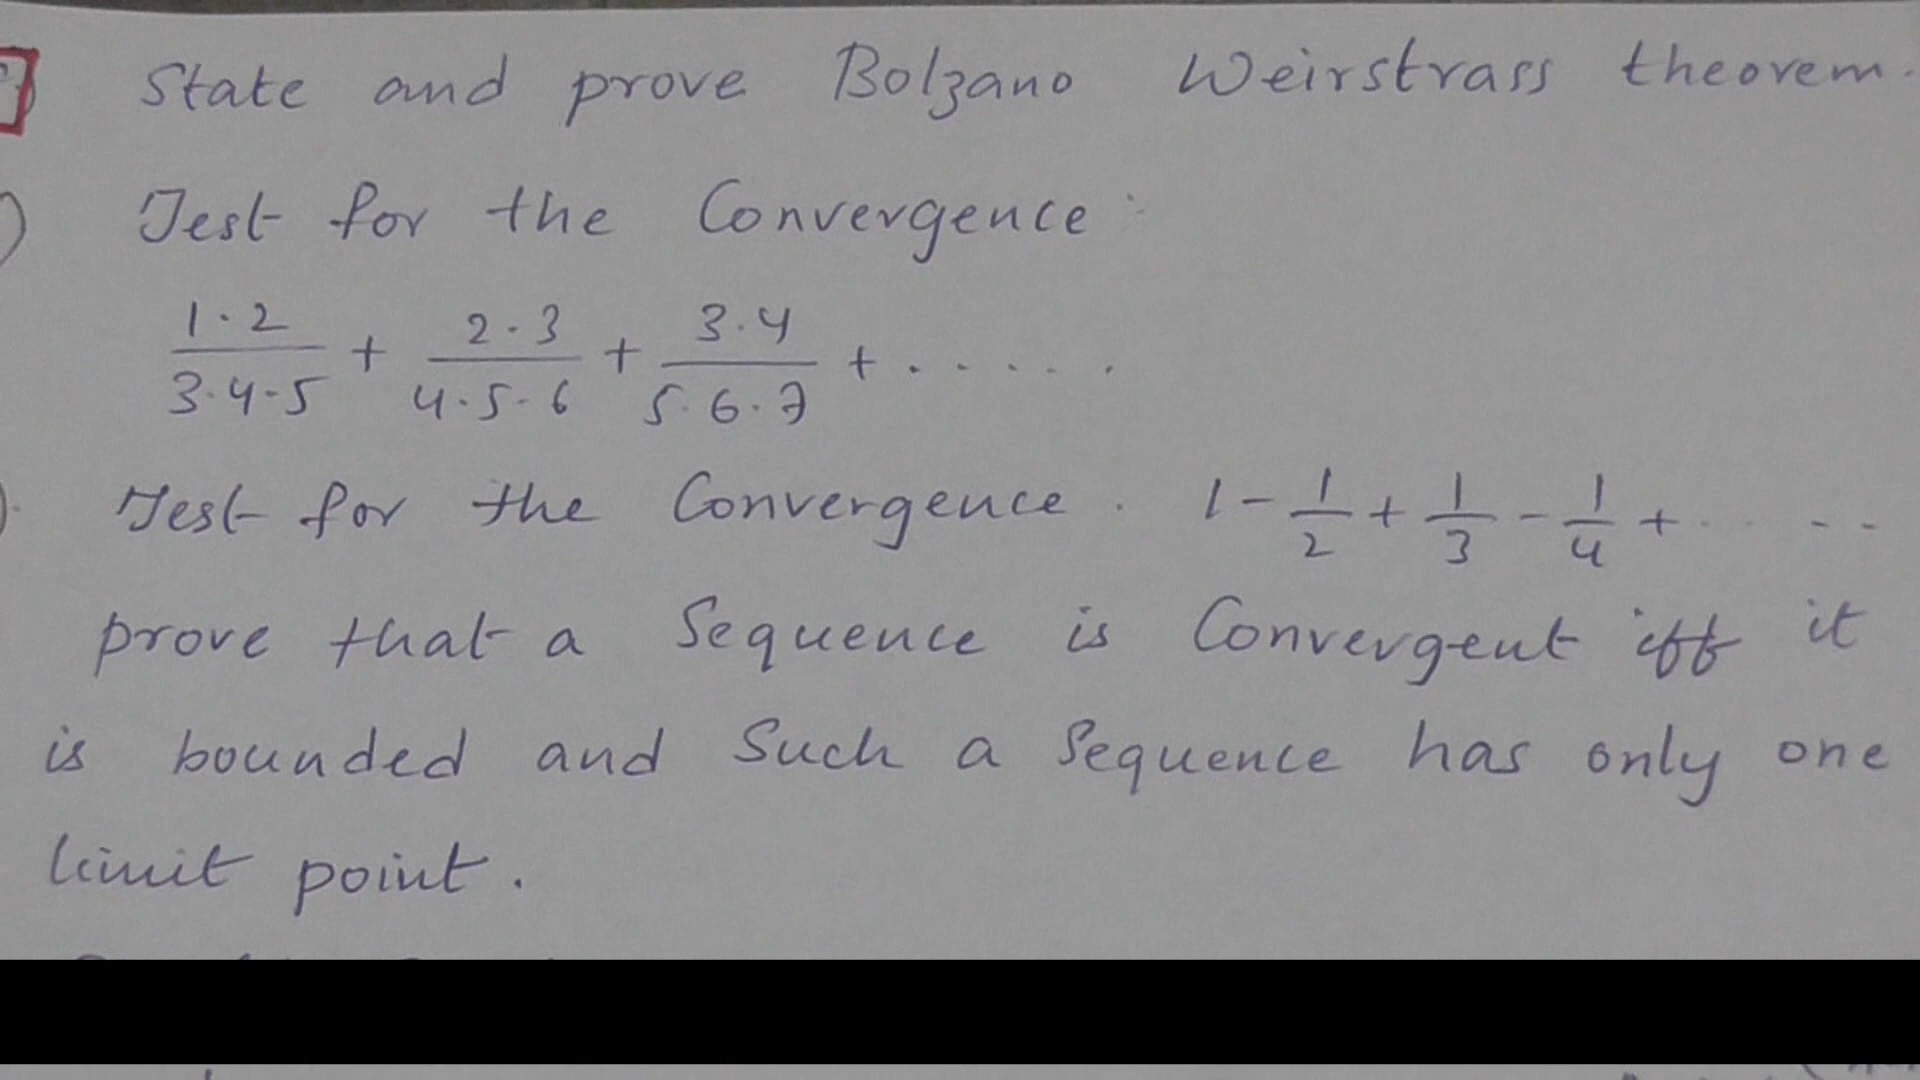 State and prove Bolzano Weirstrass theorem.
Test for the Convergence:
1·2/3·4·5 + 2·3/4·5·6 + 3·4/5·6·7 + .....
Test for the Convergence. 1 - 1/2 + 1/3 - 1/4 + .....
prove that a Sequence is Convergent iff it
is bounded and Such a Sequence has only one
limit point.